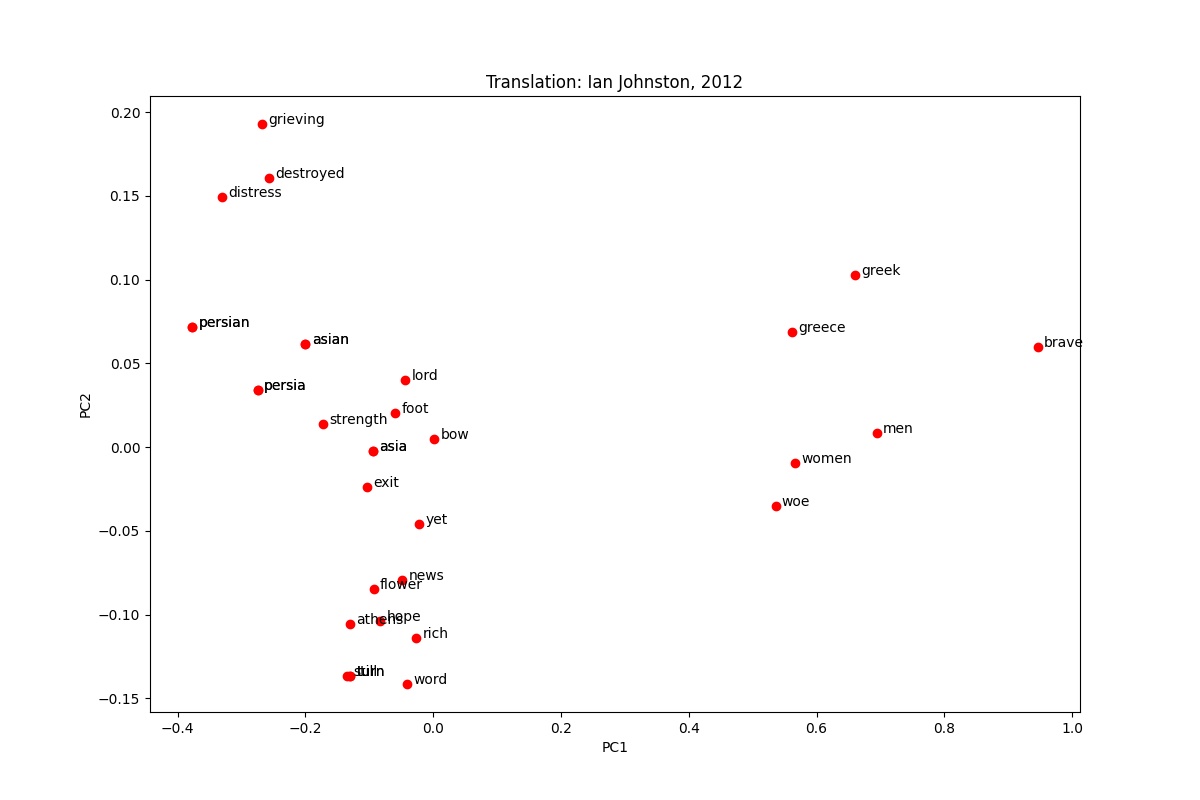 Translation: Ian Johnston, 2012
0.20
grieving
destroyed
0.15
distress
0.10
greek
persian
greece
asian
brave
0.05
persia
lord
foot
strength
bow
men
0.00
asia
women
exit
woe
yet
−0.05
news
flower
hope
−0.10
athens
rich
still
turn
word
−0.15
PC2
−0.4
−0.2
0.0
0.2
0.4
0.6
0.8
1.0
PC1